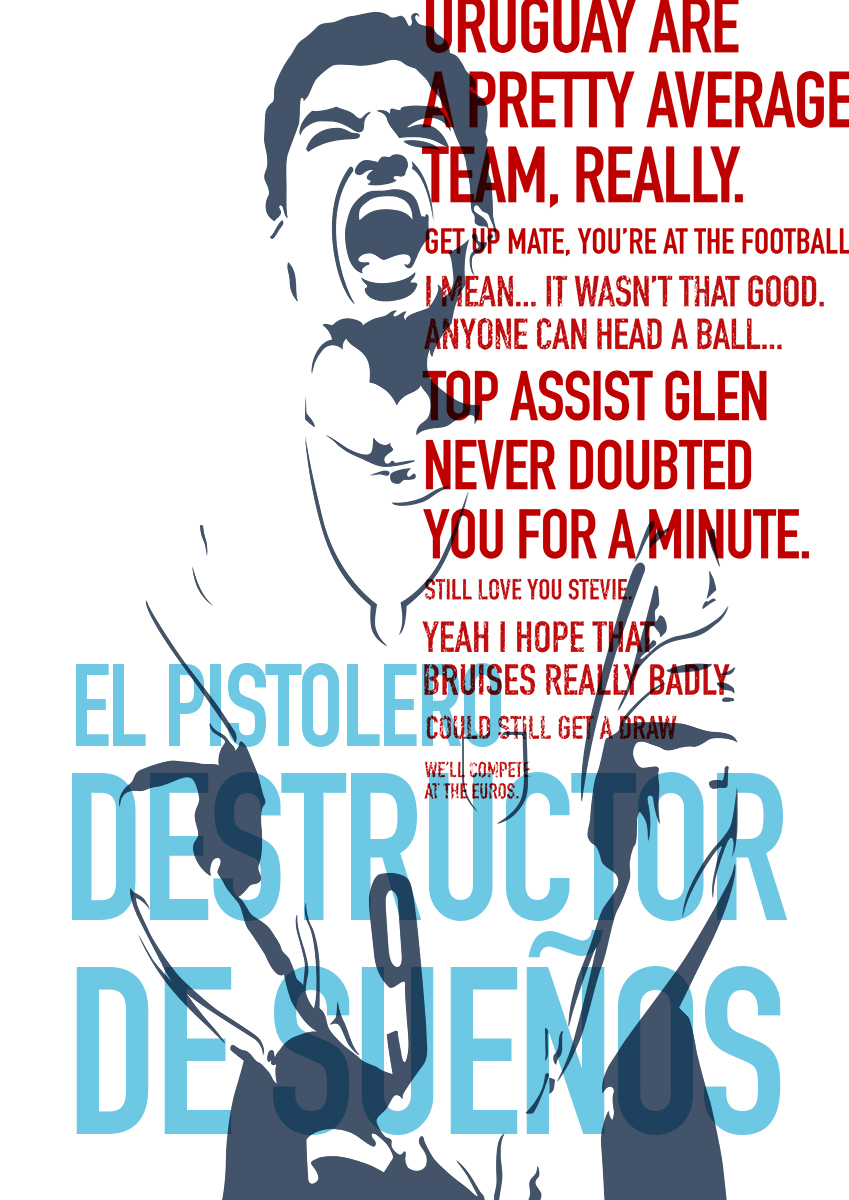 URUGUAY ARE
A PRETTY AVERAGE
TEAM, REALLY.
GET UP MATE, YOU'RE AT THE FOOTBALL
I MEAN... IT WASN'T THAT GOOD.
ANYONE CAN HEAD A BALL...
TOP ASSIST GLEN
NEVER DOUBTED
YOU FOR A MINUTE.
STILL LOVE YOU STEVIE.
YEAH I HOPE THAT
BRUISES REALLY BADLY
COULD STILL GET A DRAW
WE'LL COMPETE
AT THE EUROS.
EL PISTOLERO
DESTRUCTOR
DE SUEÑOS
9